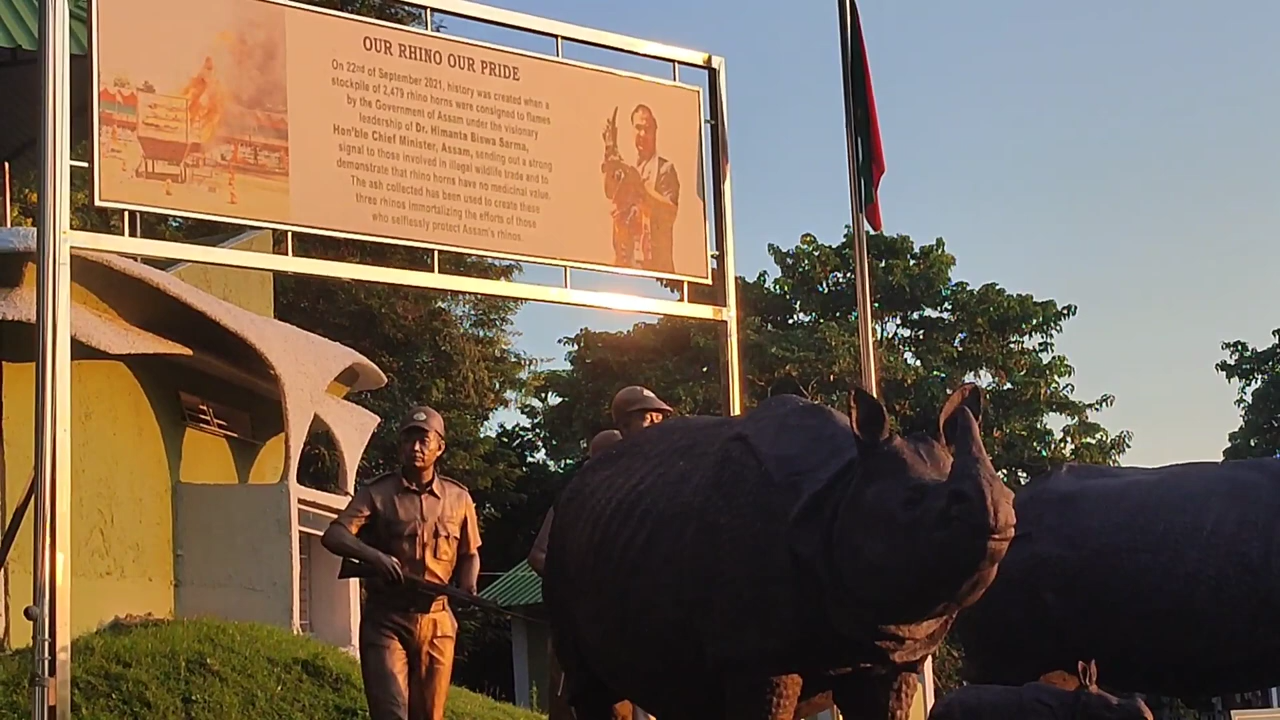 OUR RHINO OUR PRIDE
On 22nd of September 2021, history was created when a
stockpile of 2,479 rhino horns were consigned to flames
by the Government of Assam under the visionary
leadership of Dr. Himanta Biswa Sarma,
Hon'ble Chief Minister, Assam, sending out a strong
signal to those involved in illegal wildlife trade and to
demonstrate that rhino horns have no medicinal value.
The ash collected has been used to create these
three rhinos immortalizing the efforts of those
who selflessly protect Assam's rhinos.